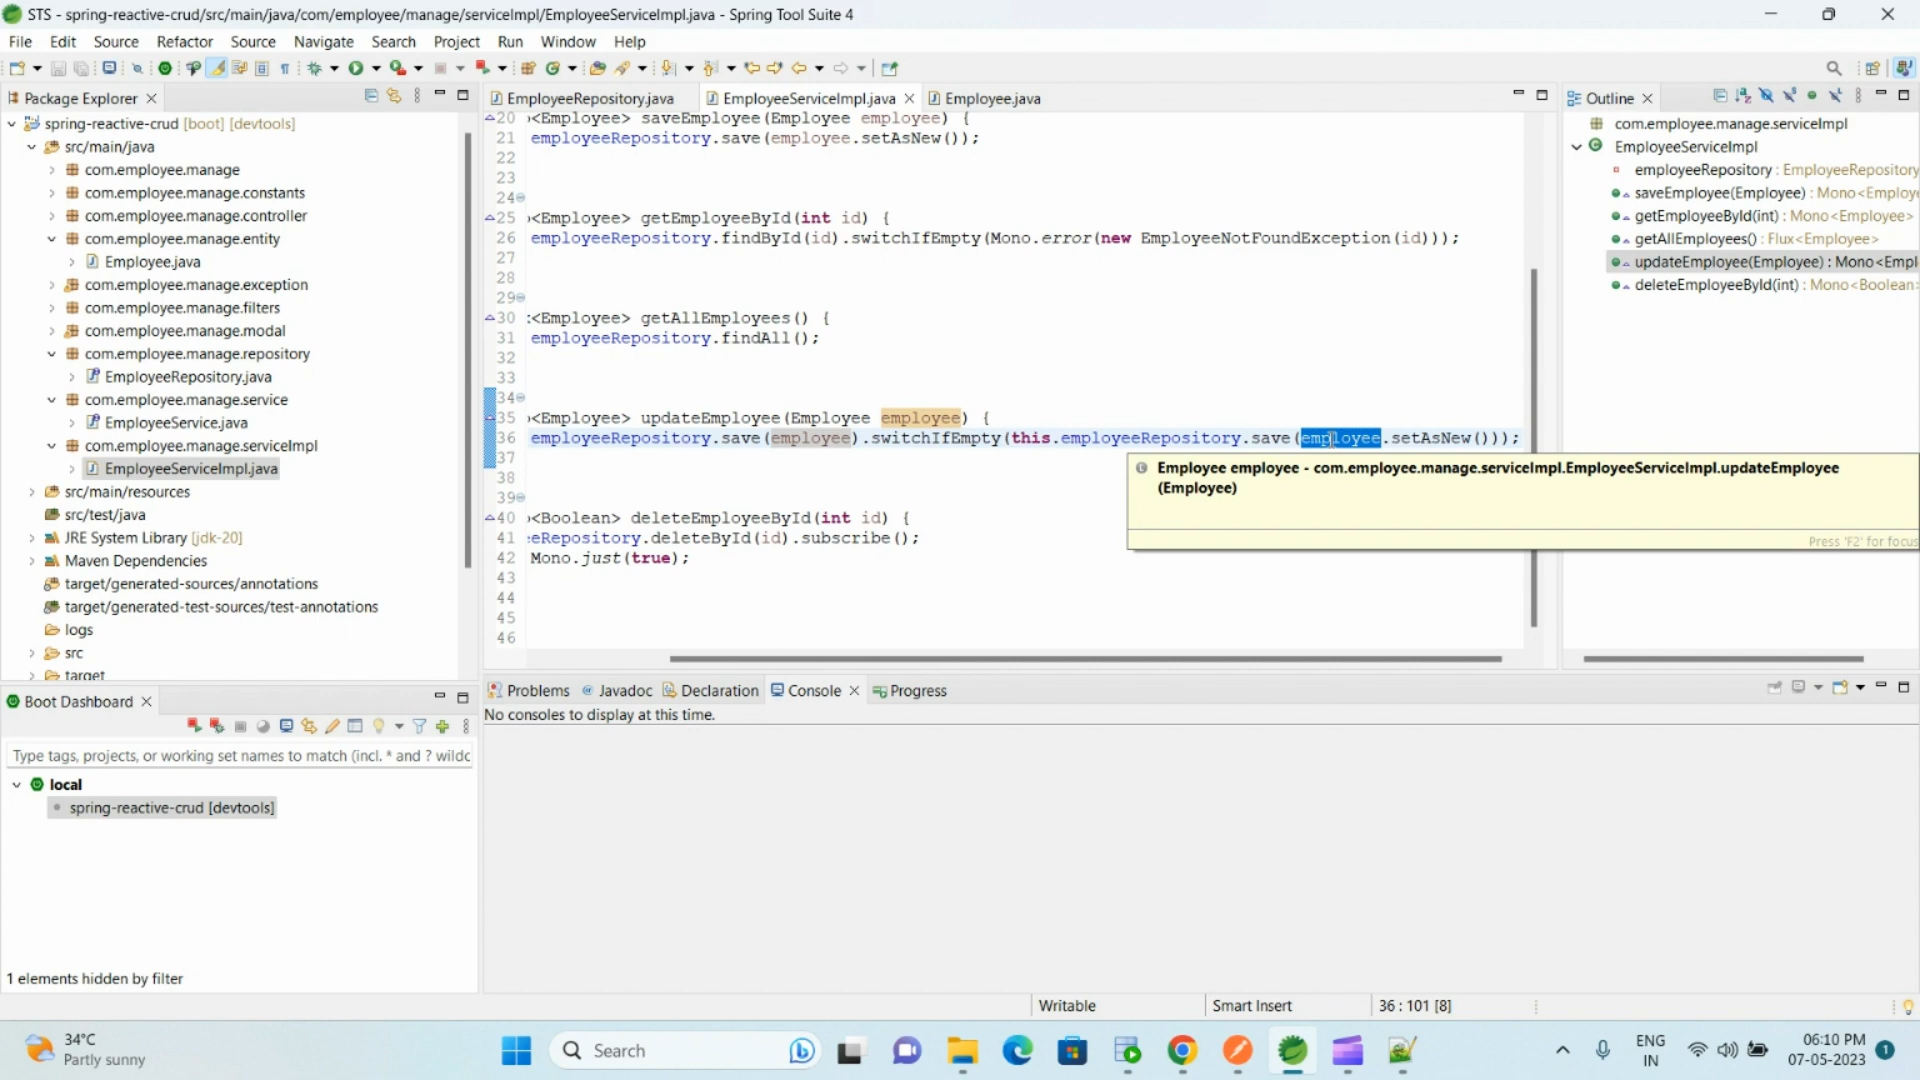 STS - spring-reactive-crud/src/main/java/com/employee/manage/serviceImpl/EmployeeServiceImpl.java - Spring Tool Suite 4
File Edit Source Refactor Source Navigate Search Project Run Window Help
Package Explorer
spring-reactive-crud [boot] [devtools]
src/main/java
com.employee.manage
com.employee.manage.constants
com.employee.manage.controller
com.employee.manage.entity
Employee.java
com.employee.manage.exception
com.employee.manage.filters
com.employee.manage.modal
com.employee.manage.repository
EmployeeRepository.java
com.employee.manage.service
EmployeeService.java
com.employee.manage.serviceImpl
EmployeeServiceImpl.java
src/main/resources
src/test/java
JRE System Library [jdk-20]
Maven Dependencies
target/generated-sources/annotations
target/generated-test-sources/test-annotations
logs
src
target
EmployeeRepository.java EmployeeServiceImpl.java Employee.java
20 <Employee> saveEmployee(Employee employee) {
21 employeeRepository.save(employee.setAsNew());
22
23
24
25 <Employee> getEmployeeById(int id) {
26 employeeRepository.findById(id).switchIfEmpty(Mono.error(new EmployeeNotFoundException(id)));
27
28
29
30 <Employee> getAllEmployees() {
31 employeeRepository.findAll();
32
33
34
35 <Employee> updateEmployee(Employee employee) {
36 employeeRepository.save(employee).switchIfEmpty(this.employeeRepository.save(employee.setAsNew()));
37
38
39
40 <Boolean> deleteEmployeeById(int id) {
41 eRepository.deleteById(id).subscribe();
42 Mono.just(true);
43
44
45
46
Employee employee - com.employee.manage.serviceImpl.EmployeeServiceImpl.updateEmployee
(Employee)
Press 'F2' for focus
Outline
com.employee.manage.serviceImpl
EmployeeServiceImpl
employeeRepository : EmployeeRepository
saveEmployee(Employee) : Mono<Employe
getEmployeeById(int) : Mono<Employee>
getAllEmployees() : Flux<Employee>
updateEmployee(Employee) : Mono<Empl
deleteEmployeeById(int) : Mono<Boolean>
Boot Dashboard
Type tags, projects, or working set names to match (incl. * and ? wildc
local
spring-reactive-crud [devtools]
1 elements hidden by filter
Problems Javadoc Declaration Console Progress
No consoles to display at this time.
Writable Smart Insert 36 : 101 [8]
34°C
Partly sunny
Search
ENG
IN
06:10 PM
07-05-2023
1